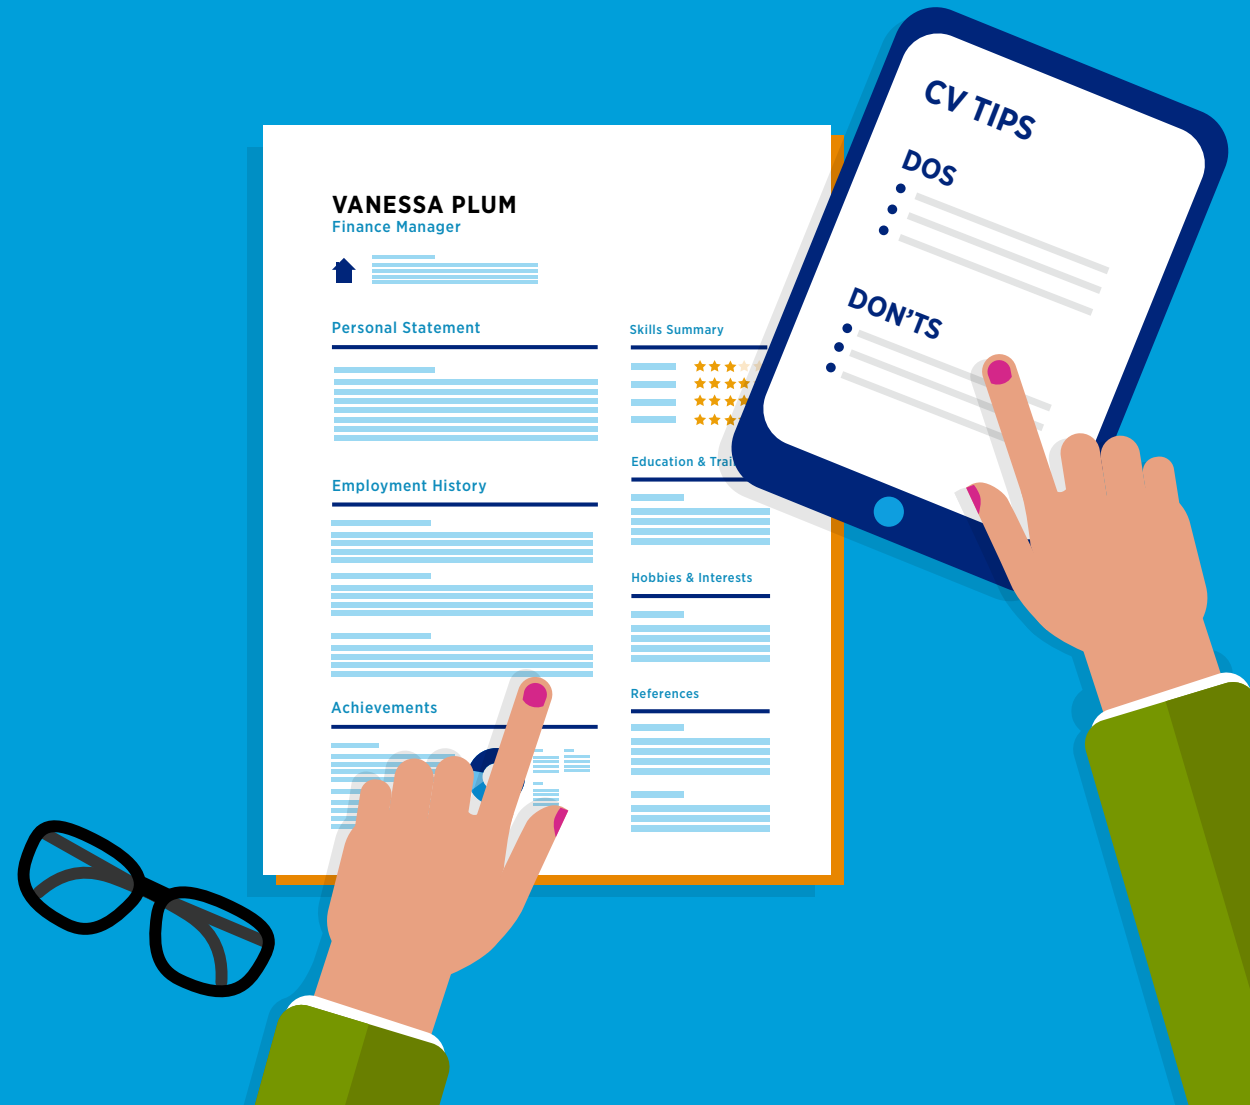 VANESSA PLUM
Finance Manager
Personal Statement
Employment History
Achievements
Skills Summary
Education &
Hobbies & Interests
References
CV TIPS
DOS
DON'TS